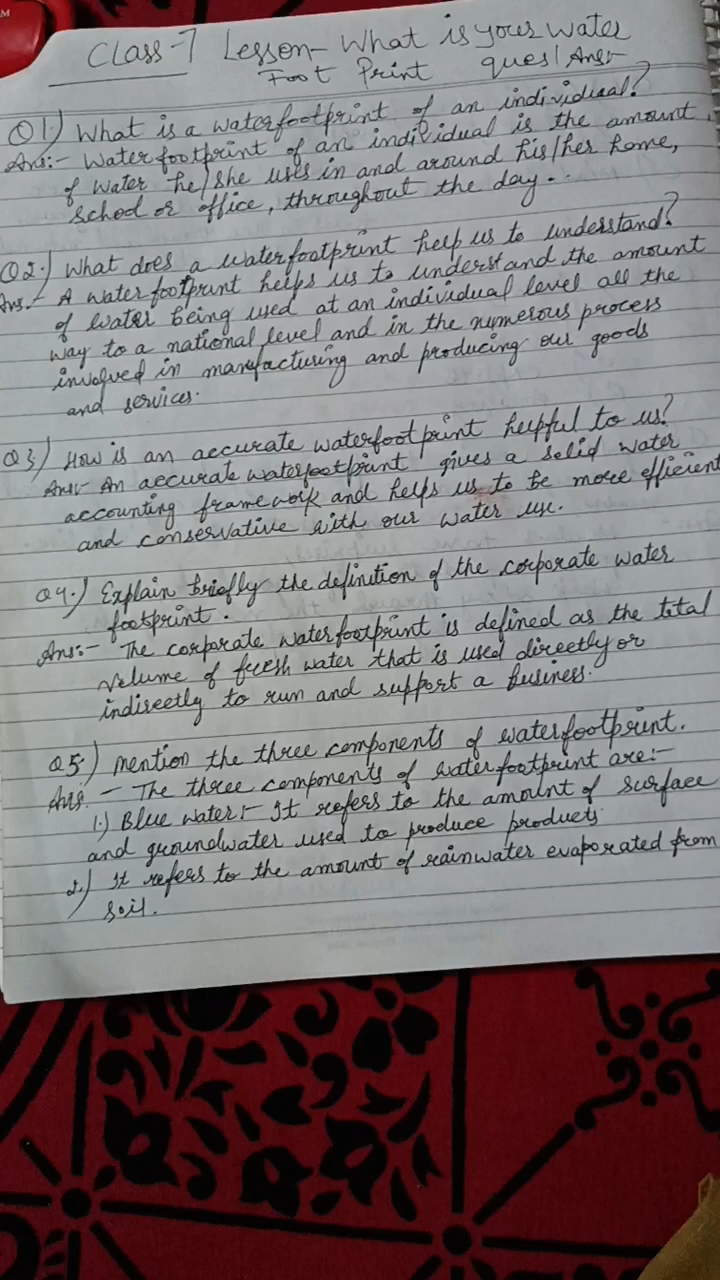 Class-7 Lesson- What is your Water
Foot Print ques/Ansr
Q1.) What is a waterfootprint of an individual?
Ans:- Waterfootprint of an individual is the amount
of water he/she uses in and around his/her home,
School or office, throughout the day..
Q2.) What does a waterfootprint help us to understand?
Ans.- A waterfootprint helps us to understand the amount
of water being used at an individual level all the
way to a national level and in the numerous process
involved in manufacturing and producing our goods
and services.
Q3) How is an accurate waterfootprint helpful to us?
Ans:- An accurate waterfootprint gives a solid water
accounting framework and helps us to be more efficient
and conservative with our water use.
Q4.) Explain briefly the definition of the corporate water
footprint.
Ans:- The corporate waterfootprint is defined as the total
Volume of fresh water that is used directly or
indirectly to run and support a business.
Q5.) Mention the three components of waterfootprint.
Ans. - The three components of waterfootprint are:-
1.) Blue water:- It refers to the amount of surface
and groundwater used to produce products
2.) It refers to the amount of rainwater evaporated from
soil.